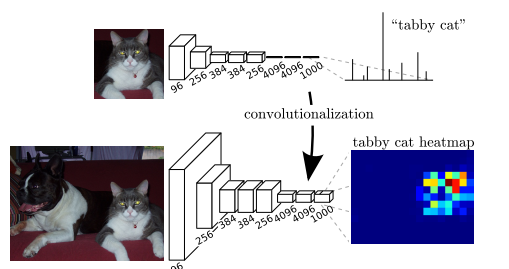 “tabby cat”
96 256 384 384 256 4096 4096 1000
convolutionalization
tabby cat heatmap
96 256 384 384 256 4096 4096 1000